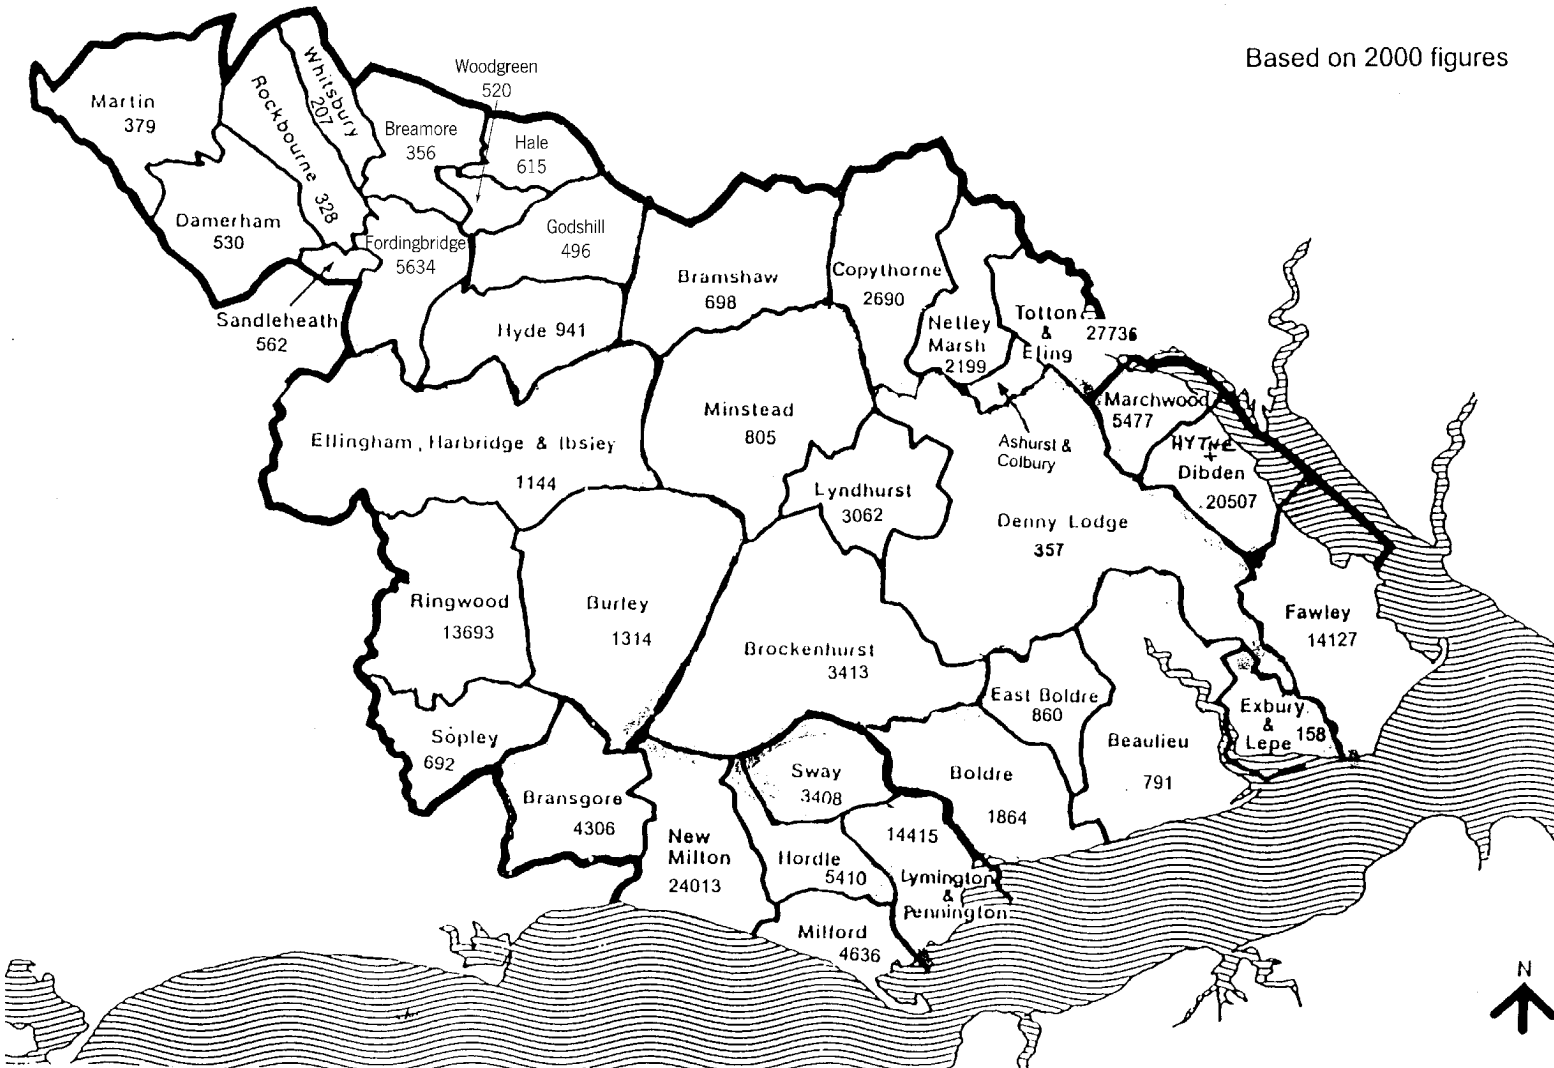 Based on 2000 figures
Woodgreen
520
Martin
379
Whitsbury
207
Rockbourne 328
Breamore
356
Hale
615
Damerham
530
Fordingbridge
5634
Godshill
496
Sandleheath
562
Hyde 941
Bramshaw
698
Copythorne
2690
Netley
Marsh
2199
Totton
&
Eling
27736
Ellingham, Harbridge & Ibsley
1144
Minstead
805
Ashurst &
Colbury
Marchwood
5477
HYTHE
+
Dibden
20507
Lyndhurst
3062
Denny Lodge
357
Ringwood
13693
Burley
1314
Brockenhurst
3413
Fawley
14127
East Boldre
860
Exbury
&
Lepe
158
Sopley
692
Beaulieu
791
Bransgore
4306
Sway
3408
Boldre
1864
New
Milton
24013
Hordle
5410
14415
Lymington
&
Pennington
Milford
4636
N